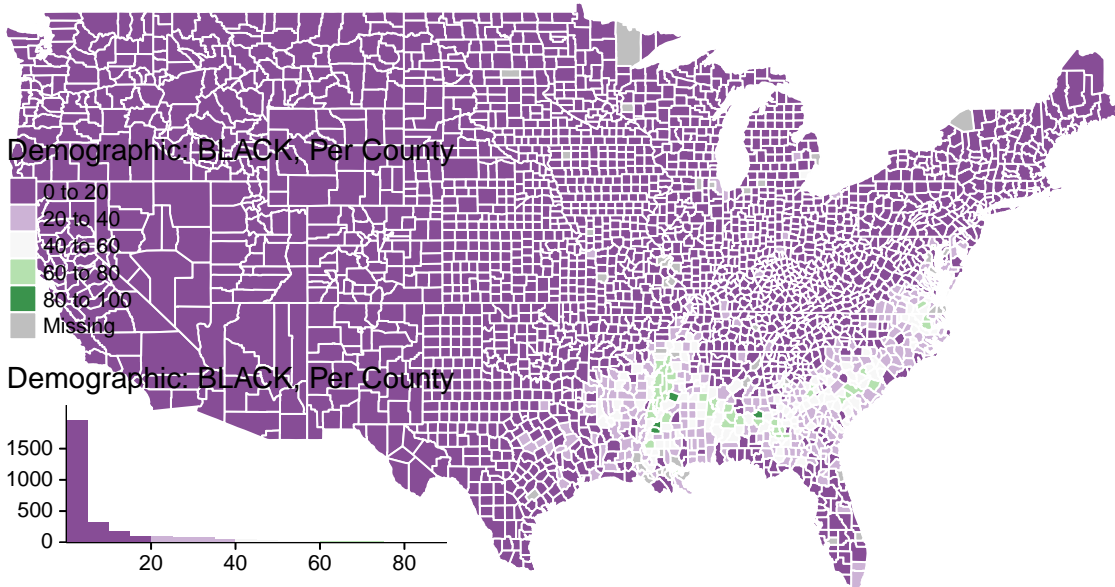 Demographic: BLACK, Per County
0 to 20
20 to 40
40 to 60
60 to 80
80 to 100
Missing
Demographic: BLACK, Per County
1500
1000
500
0
20 40 60 80